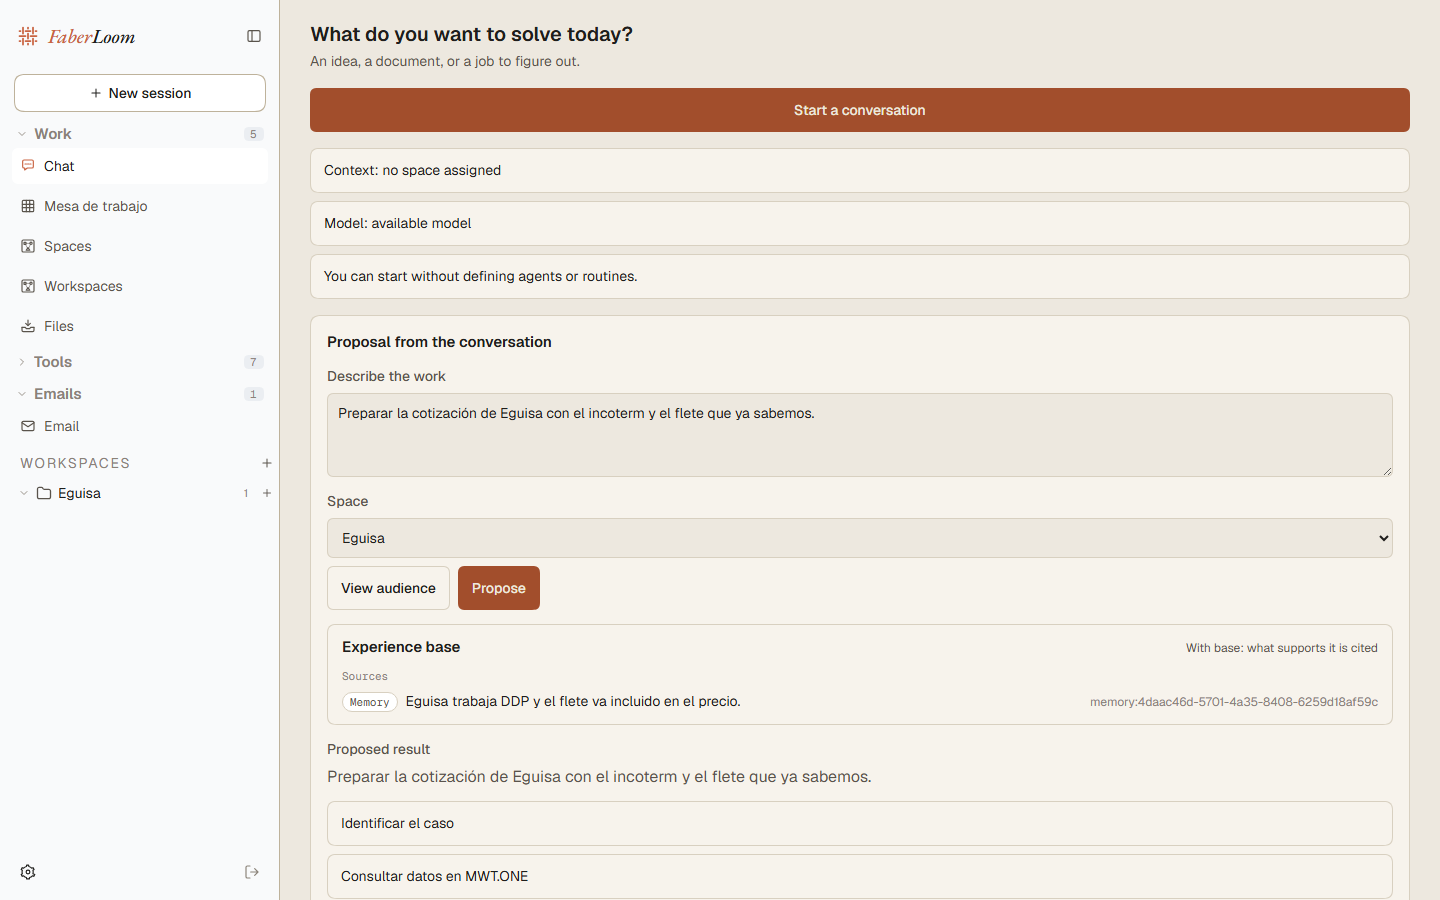 FaberLoom
New session
Work 5
Chat
Mesa de trabajo
Spaces
Workspaces
Files
Tools 7
Emails 1
Email
WORKSPACES
Eguisa 1
What do you want to solve today?
An idea, a document, or a job to figure out.
Start a conversation
Context: no space assigned
Model: available model
You can start without defining agents or routines.
Proposal from the conversation
Describe the work
Preparar la cotización de Eguisa con el incoterm y el flete que ya sabemos.
Space
Eguisa
View audience Propose
Experience base With base: what supports it is cited
Sources
Memory Eguisa trabaja DDP y el flete va incluido en el precio. memory:4daac46d-5701-4a35-8408-6259d18af59c
Proposed result
Preparar la cotización de Eguisa con el incoterm y el flete que ya sabemos.
Identificar el caso
Consultar datos en MWT.ONE